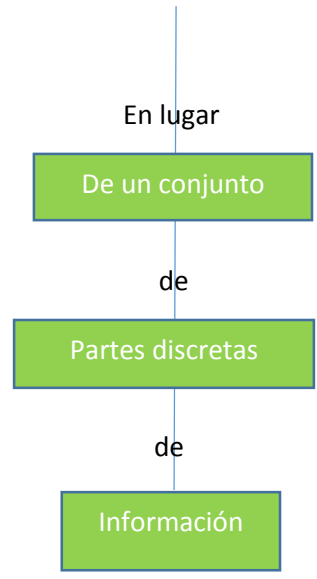 En lugar
De un conjunto
de
Partes discretas
de
Información